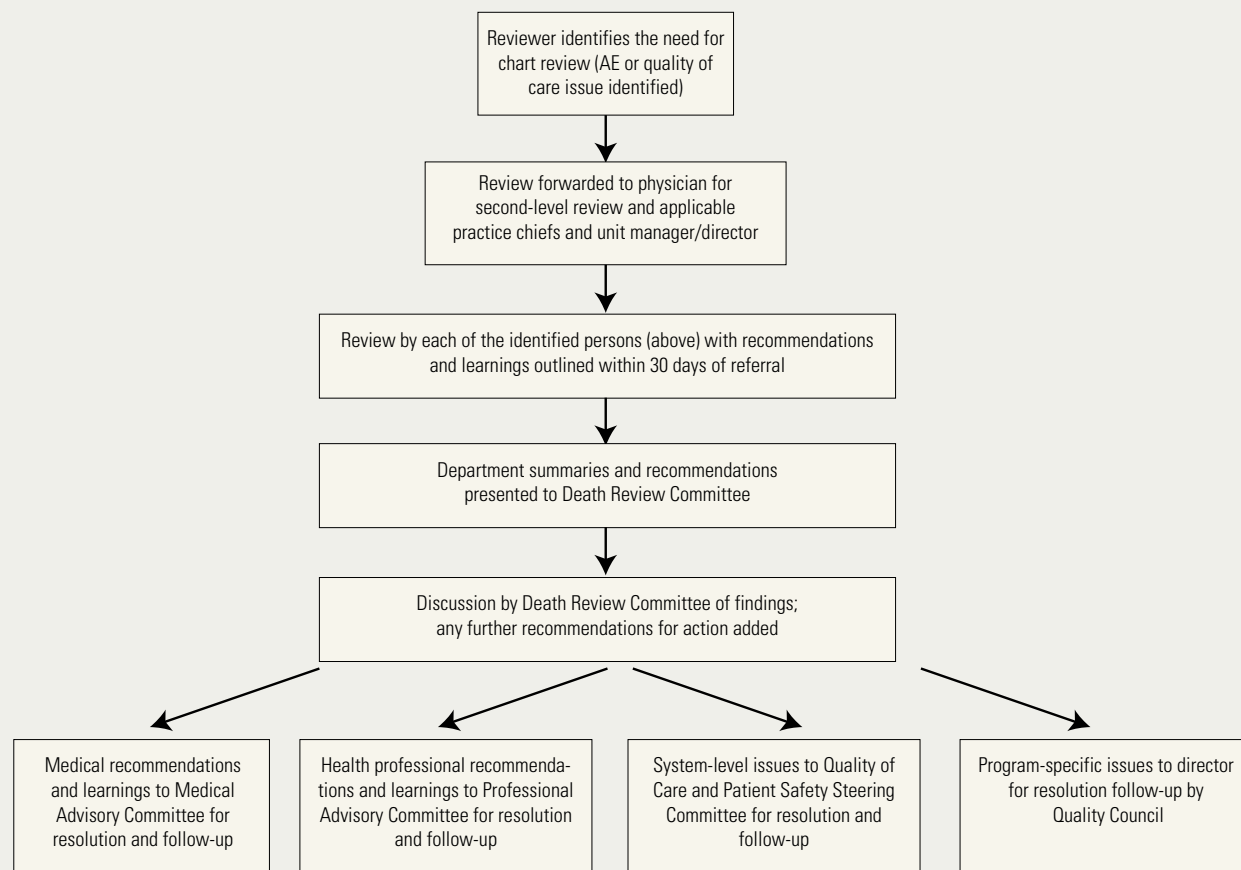 Reviewer identifies the need for
chart review (AE or quality of
care issue identified)
Review forwarded to physician for
second-level review and applicable
practice chiefs and unit manager/director
Review by each of the identified persons (above) with recommendations
and learnings outlined within 30 days of referral
Department summaries and recommendations
presented to Death Review Committee
Discussion by Death Review Committee of findings;
any further recommendations for action added
Medical recommendations
and learnings to Medical
Advisory Committee for
resolution and follow-up
Health professional recommenda-
tions and learnings to Professional
Advisory Committee for resolution
and follow-up
System-level issues to Quality of
Care and Patient Safety Steering
Committee for resolution and
follow-up
Program-specific issues to director
for resolution follow-up by
Quality Council